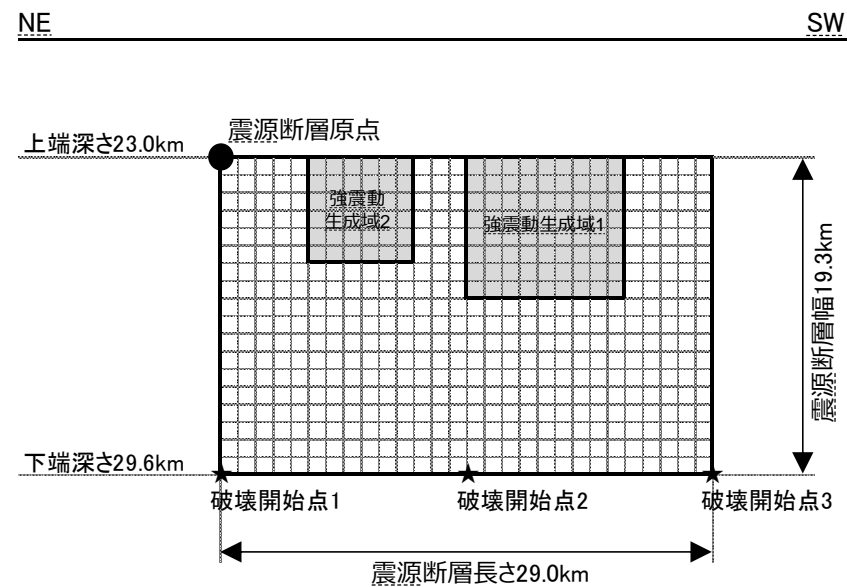 NE
SW
上端深さ23.0km
震源断層原点
強震動
生成域2
強震動生成域1
震源断層幅19.3km
下端深さ29.6km
破壊開始点1
破壊開始点2
破壊開始点3
震源断層長さ29.0km